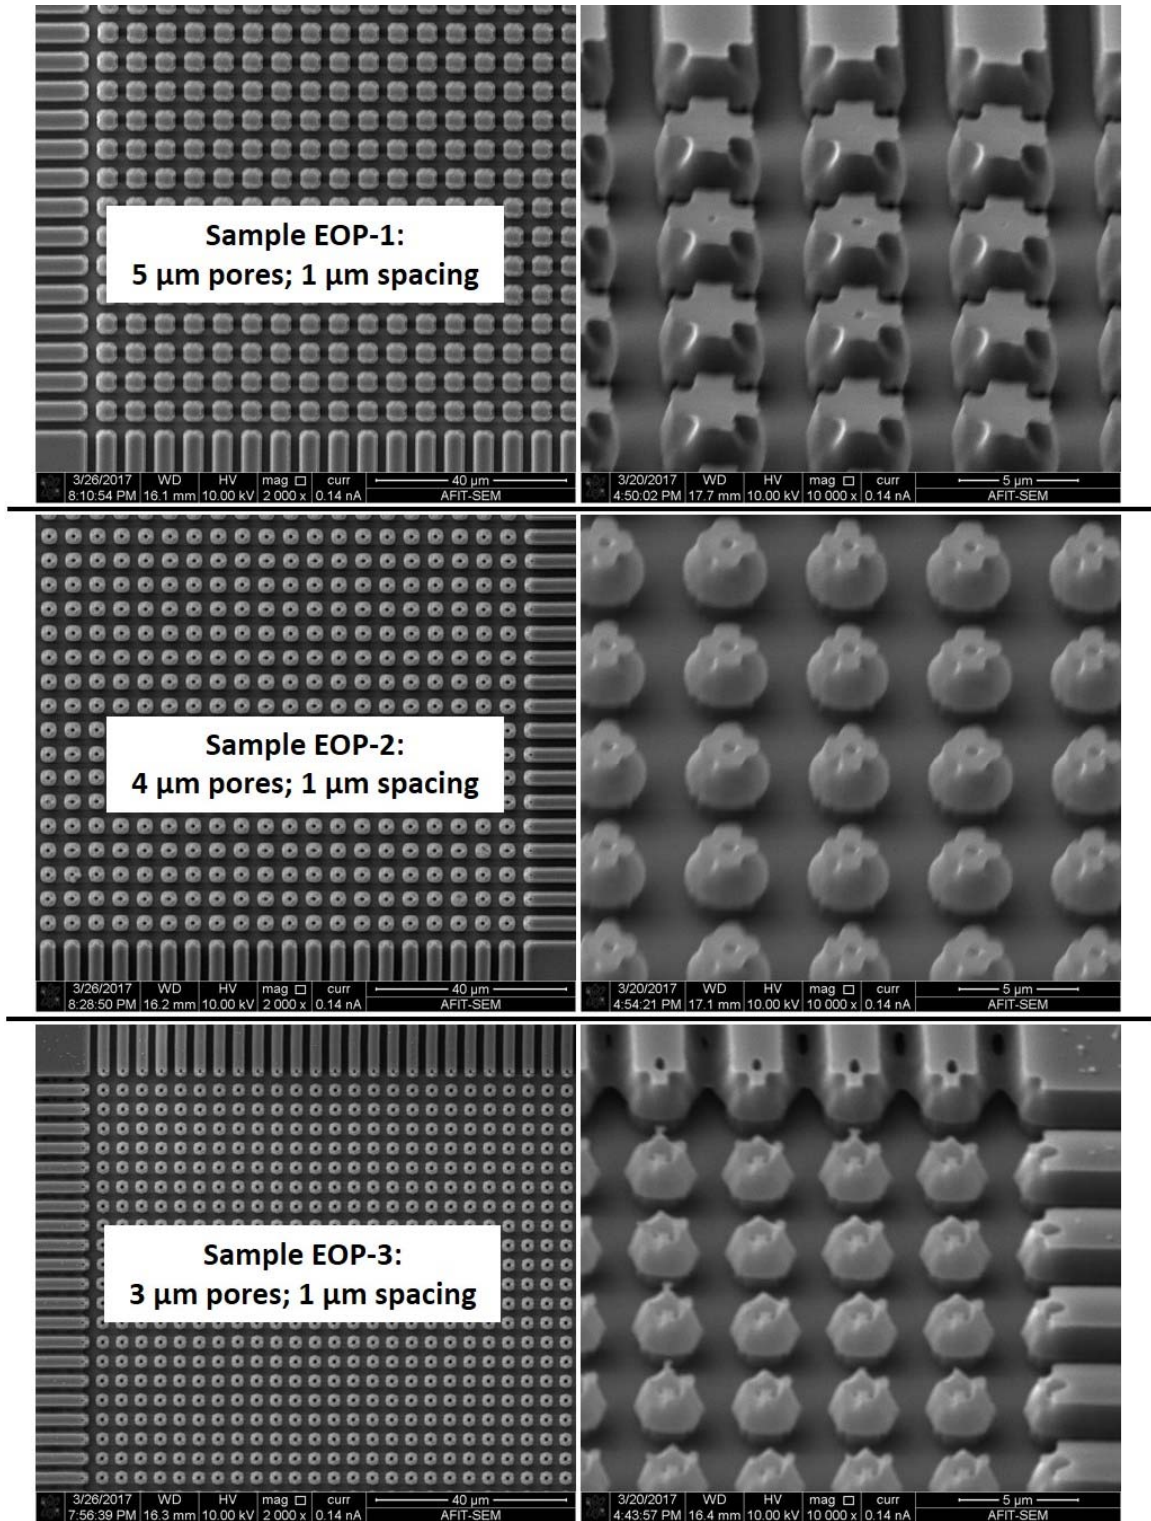 Sample EOP-1:
5 µm pores; 1 µm spacing
3/26/2017 WD HV mag curr 40 µm
8:10:54 PM 16.1 mm 10.00 kV 2 000 x 0.14 nA AFIT-SEM
3/20/2017 WD HV mag curr 5 µm
4:50:02 PM 17.7 mm 10.00 kV 10 000 x 0.14 nA AFIT-SEM
Sample EOP-2:
4 µm pores; 1 µm spacing
3/26/2017 WD HV mag curr 40 µm
8:28:50 PM 16.2 mm 10.00 kV 2 000 x 0.14 nA AFIT-SEM
3/20/2017 WD HV mag curr 5 µm
4:54:21 PM 17.1 mm 10.00 kV 10 000 x 0.14 nA AFIT-SEM
Sample EOP-3:
3 µm pores; 1 µm spacing
3/26/2017 WD HV mag curr 40 µm
7:56:39 PM 16.3 mm 10.00 kV 2 000 x 0.14 nA AFIT-SEM
3/20/2017 WD HV mag curr 5 µm
4:43:57 PM 16.4 mm 10.00 kV 10 000 x 0.14 nA AFIT-SEM